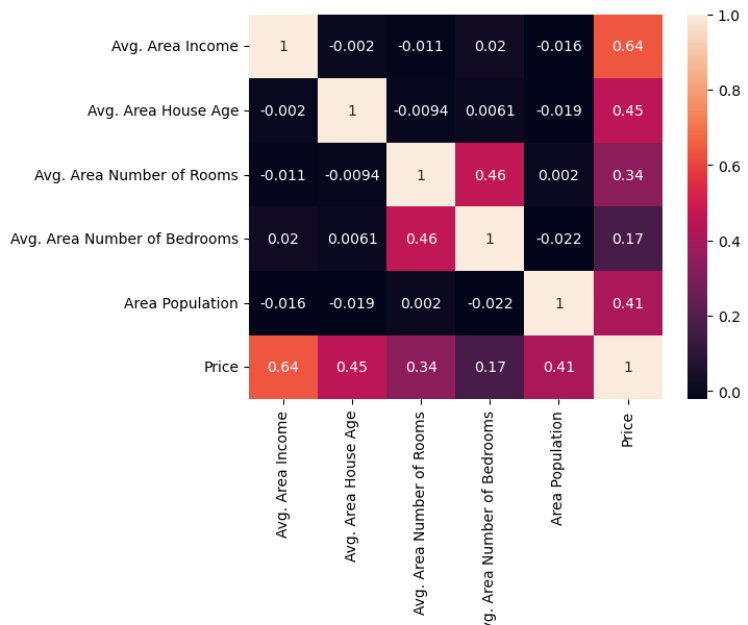 Avg. Area Income 1 -0.002 -0.011 0.02 -0.016 0.64
Avg. Area House Age -0.002 1 -0.0094 0.0061 -0.019 0.45
Avg. Area Number of Rooms -0.011 -0.0094 1 0.46 0.002 0.34
Avg. Area Number of Bedrooms 0.02 0.0061 0.46 1 -0.022 0.17
Area Population -0.016 -0.019 0.002 -0.022 1 0.41
Price 0.64 0.45 0.34 0.17 0.41 1
Avg. Area Income
Avg. Area House Age
Avg. Area Number of Rooms
vg. Area Number of Bedrooms
Area Population
Price
1.0
0.8
0.6
0.4
0.2
0.0